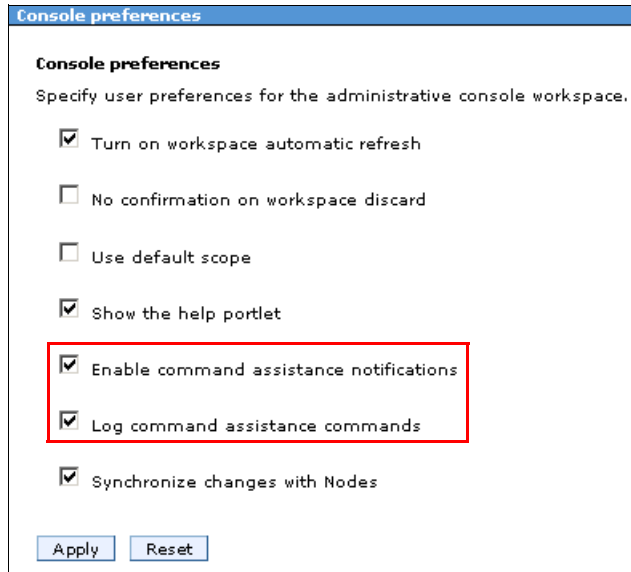 Console preferences
Console preferences
Specify user preferences for the administrative console workspace.
Turn on workspace automatic refresh
No confirmation on workspace discard
Use default scope
Show the help portlet
Enable command assistance notifications
Log command assistance commands
Synchronize changes with Nodes
Apply Reset